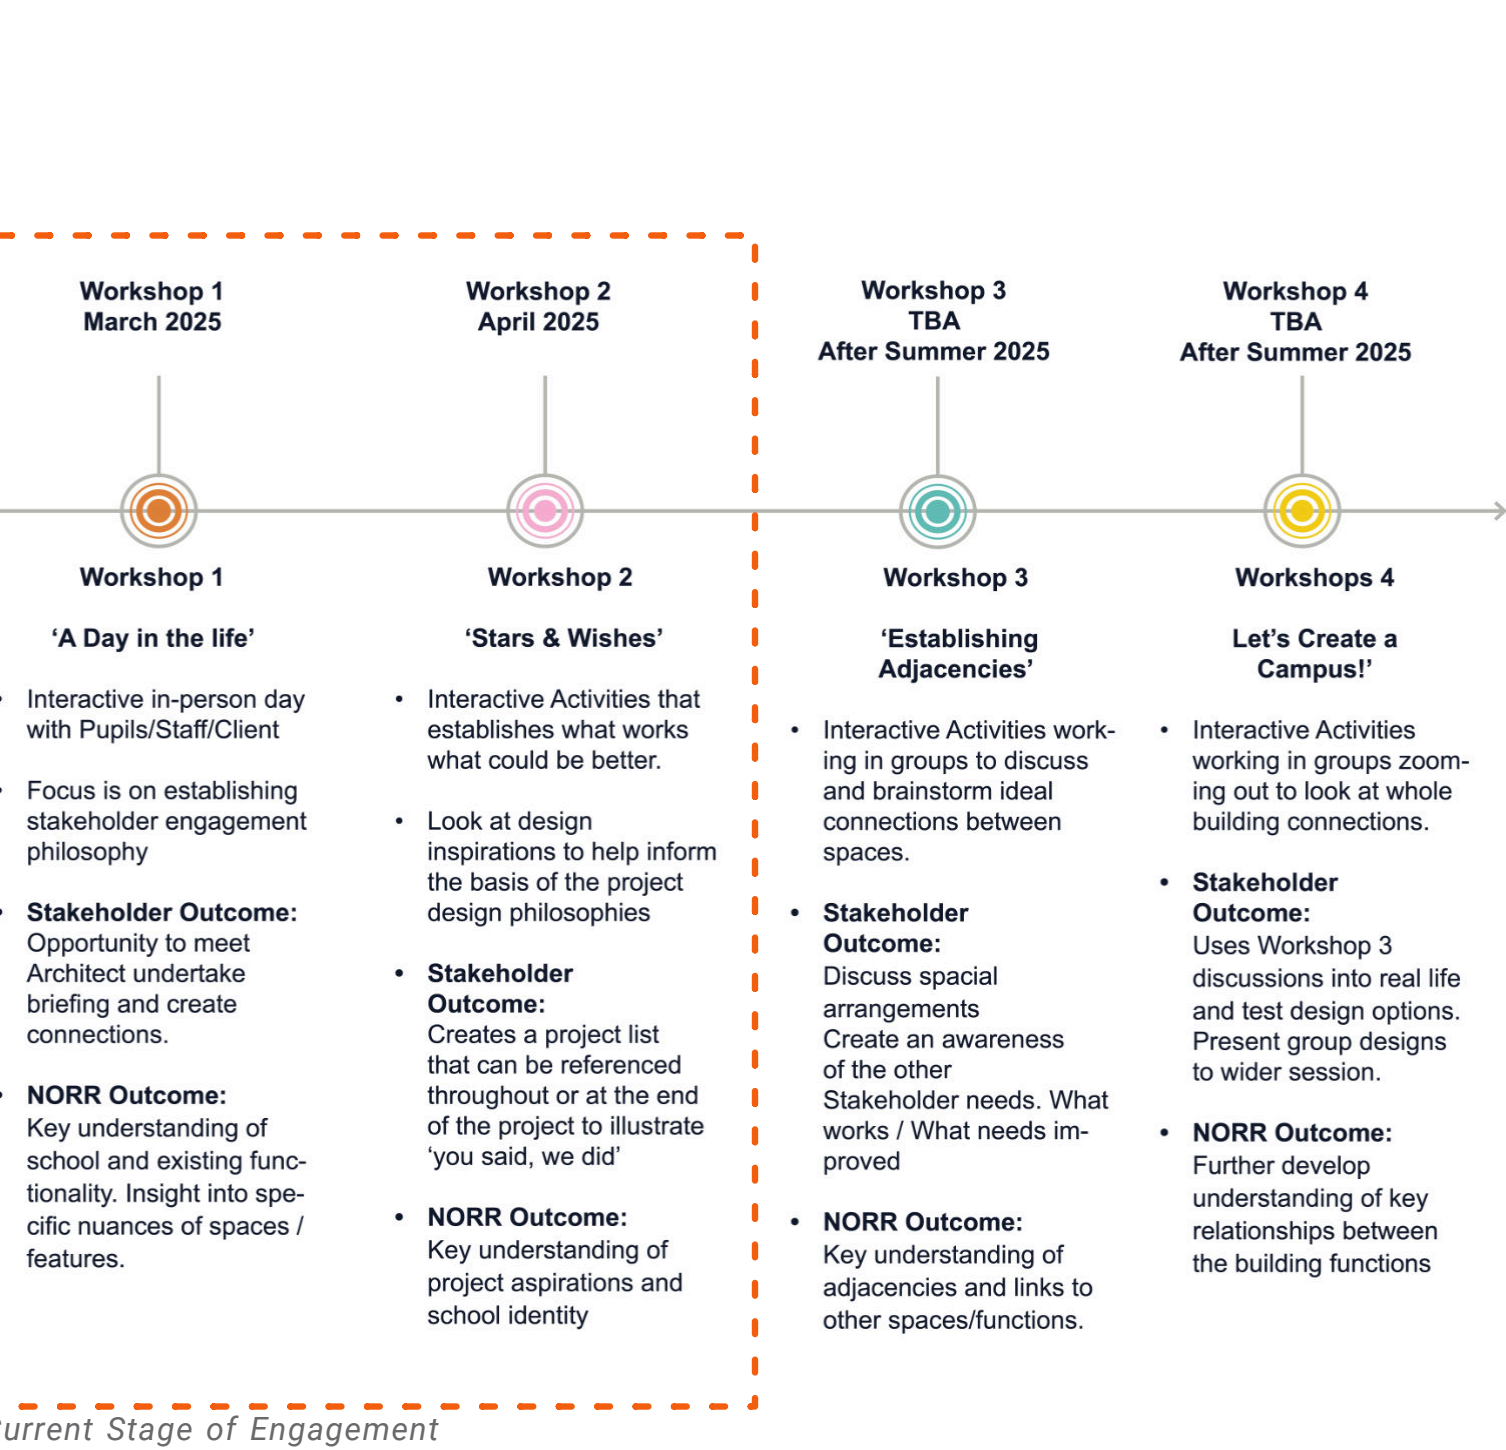 Workshop 1
March 2025
Workshop 2
April 2025
Workshop 3
TBA
After Summer 2025
Workshop 4
TBA
After Summer 2025
Workshop 1
‘A Day in the life’
• Interactive in-person day
with Pupils/Staff/Client
• Focus is on establishing
stakeholder engagement
philosophy
• Stakeholder Outcome:
Opportunity to meet
Architect undertake
briefing and create
connections.
• NORR Outcome:
Key understanding of
school and existing func-
tionality. Insight into spe-
cific nuances of spaces /
features.
Workshop 2
‘Stars & Wishes’
• Interactive Activities that
establishes what works
what could be better.
• Look at design
inspirations to help inform
the basis of the project
design philosophies
• Stakeholder
Outcome:
Creates a project list
that can be referenced
throughout or at the end
of the project to illustrate
‘you said, we did’
• NORR Outcome:
Key understanding of
project aspirations and
school identity
Workshop 3
‘Establishing
Adjacencies’
• Interactive Activities work-
ing in groups to discuss
and brainstorm ideal
connections between
spaces.
• Stakeholder
Outcome:
Discuss spacial
arrangements
Create an awareness
of the other
Stakeholder needs. What
works / What needs im-
proved
• NORR Outcome:
Key understanding of
adjacencies and links to
other spaces/functions.
Workshops 4
Let’s Create a
Campus!’
• Interactive Activities
working in groups zoom-
ing out to look at whole
building connections.
• Stakeholder
Outcome:
Uses Workshop 3
discussions into real life
and test design options.
Present group designs
to wider session.
• NORR Outcome:
Further develop
understanding of key
relationships between
the building functions
Current Stage of Engagement